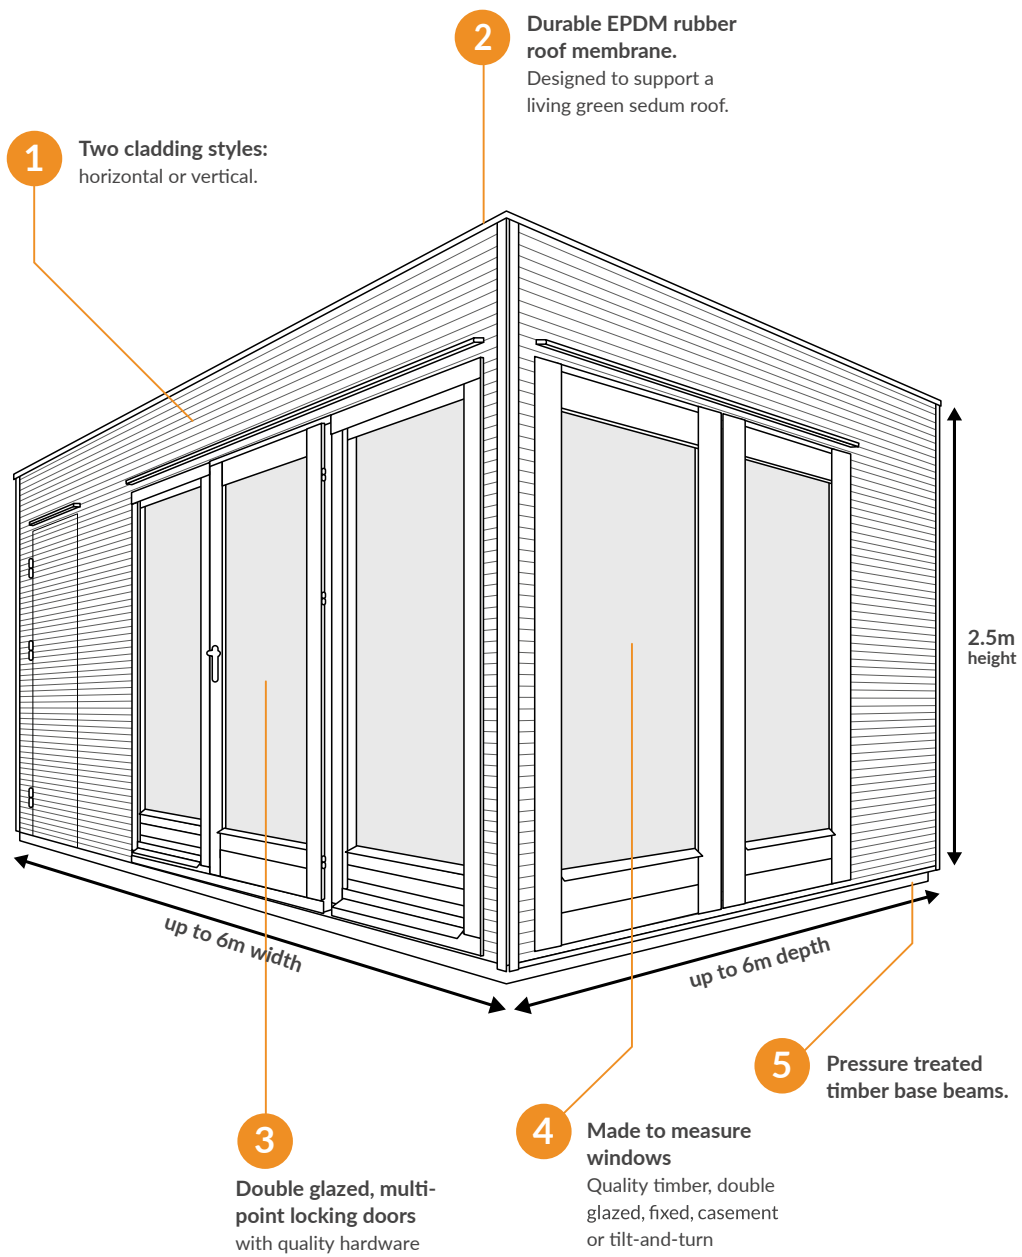 2
Durable EPDM rubber
roof membrane.
Designed to support a
living green sedum roof.
1
Two cladding styles:
horizontal or vertical.
2.5m
height
up to 6m width
up to 6m depth
5
Pressure treated
timber base beams.
3
Double glazed, multi-
point locking doors
with quality hardware
4
Made to measure
windows
Quality timber, double
glazed, fixed, casement
or tilt-and-turn